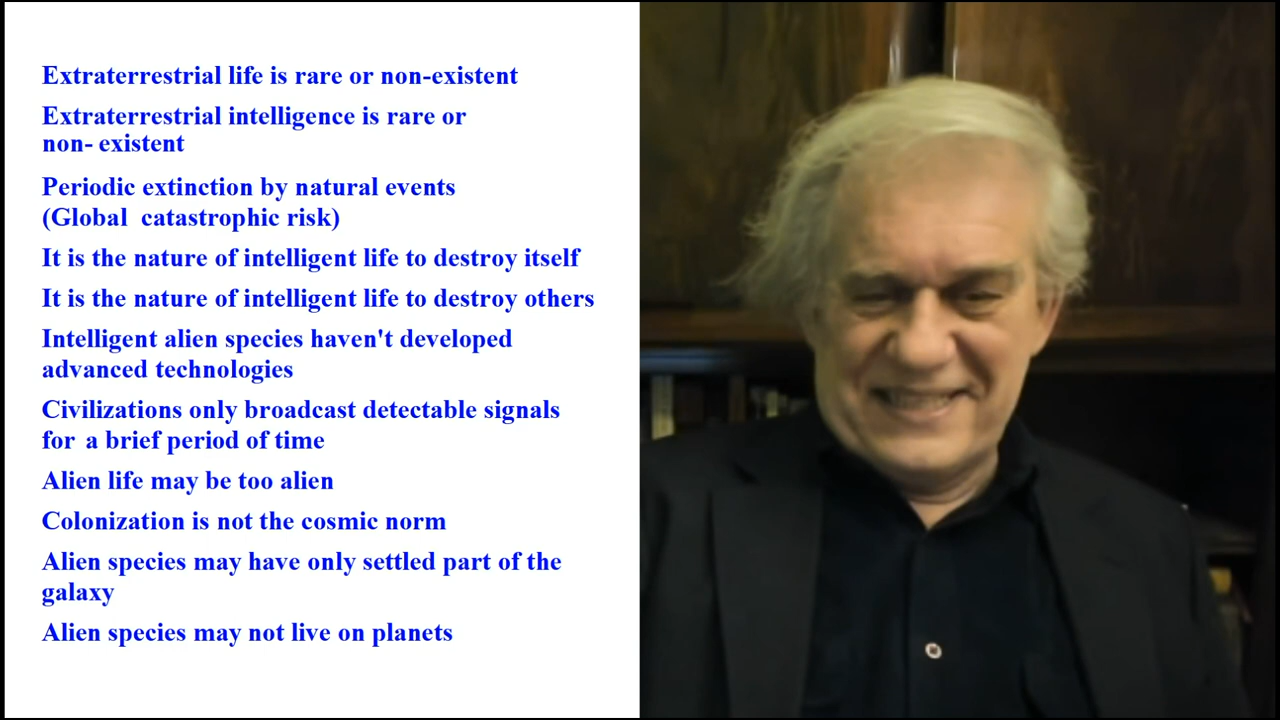 Extraterrestrial life is rare or non-existent
Extraterrestrial intelligence is rare or
non- existent
Periodic extinction by natural events
(Global catastrophic risk)
It is the nature of intelligent life to destroy itself
It is the nature of intelligent life to destroy others
Intelligent alien species haven't developed
advanced technologies
Civilizations only broadcast detectable signals
for a brief period of time
Alien life may be too alien
Colonization is not the cosmic norm
Alien species may have only settled part of the
galaxy
Alien species may not live on planets